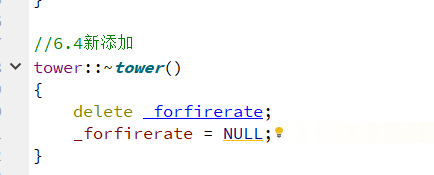 }
//6.4新添加
tower::~tower()
{
delete _forfirerate;
_forfirerate = NULL;
}